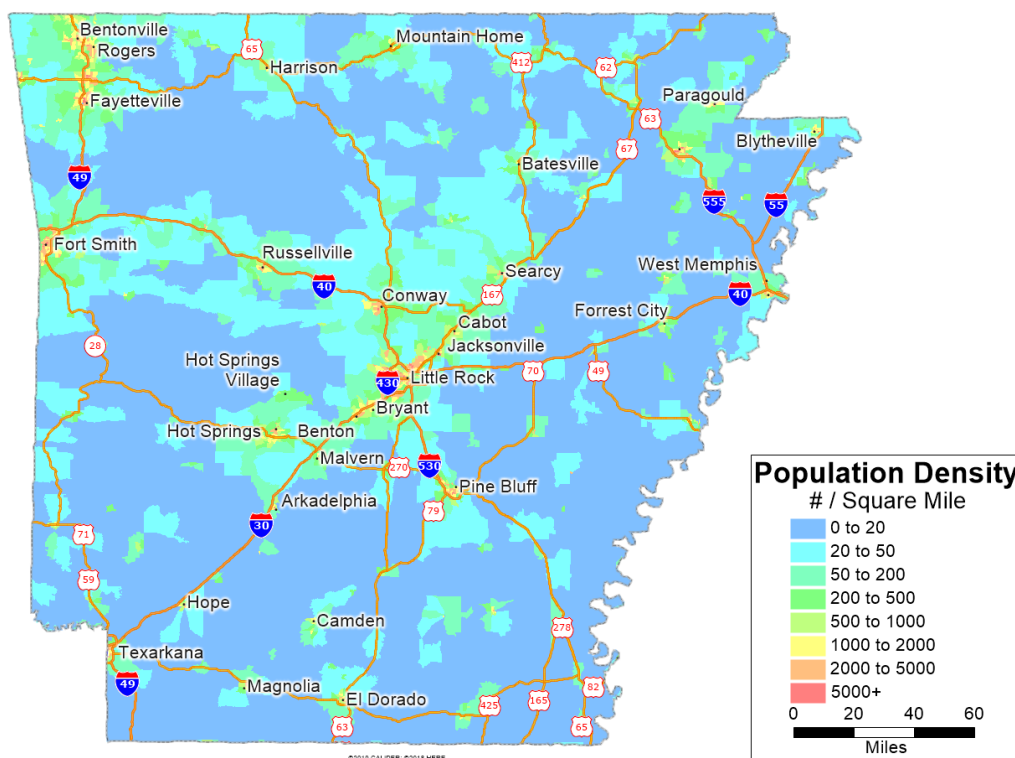 Bentonville
Rogers
65
Mountain Home
Harrison
412
62
Fayetteville
Paragould
63
Blytheville
67
Batesville
49
555
55
Fort Smith
Russellville
Searcy
West Memphis
40
167
40
Conway
Forrest City
Cabot
28
Jacksonville
Hot Springs
Village
70
49
430
Little Rock
Bryant
Hot Springs
Benton
Malvern
270
530
Pine Bluff
Arkadelphia
79
30
71
59
Hope
Camden
278
Texarkana
49
Magnolia
El Dorado
82
425
165
63
65
Population Density
# / Square Mile
0 to 20
20 to 50
50 to 200
200 to 500
500 to 1000
1000 to 2000
2000 to 5000
5000+
0 20 40 60
Miles